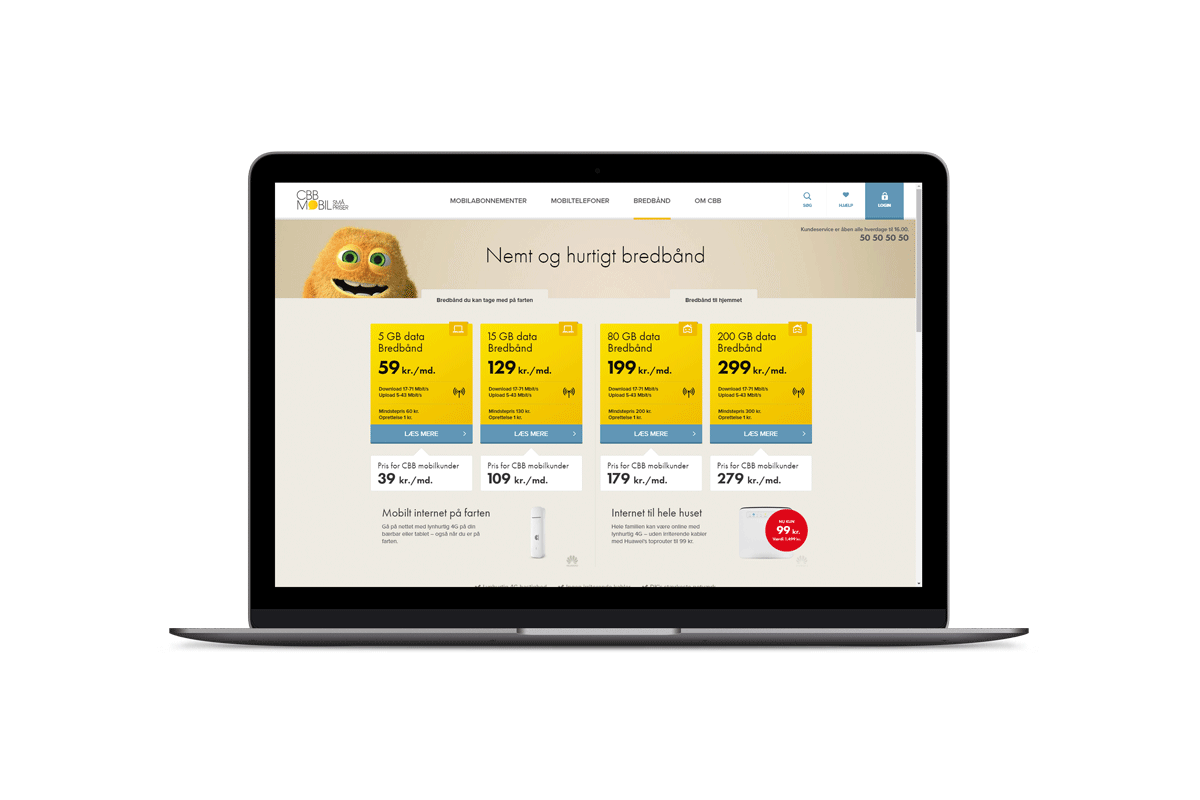 CBB
MOBIL SMÅ PRISER
MOBILABONNEMENTER
MOBILTELEFONER
BREDBÅND
OM CBB
SØG
HJÆLP
LOGIN
Kundeservice er åben alle hverdage til 16.00.
50 50 50 50
Nemt og hurtigt bredbånd
Bredbånd du kan tage med på farten
Bredbånd til hjemmet
5 GB data
Bredbånd
59 kr./md.
Download 17-71 Mbit/s
Upload 5-43 Mbit/s
Mindstepris 60 kr.
Oprettelse 1 kr.
LÆS MERE
Pris for CBB mobilkunder
39 kr./md.
15 GB data
Bredbånd
129 kr./md.
Download 17-71 Mbit/s
Upload 5-43 Mbit/s
Mindstepris 130 kr.
Oprettelse 1 kr.
LÆS MERE
Pris for CBB mobilkunder
109 kr./md.
80 GB data
Bredbånd
199 kr./md.
Download 17-71 Mbit/s
Upload 5-43 Mbit/s
Mindstepris 200 kr.
Oprettelse 1 kr.
LÆS MERE
Pris for CBB mobilkunder
179 kr./md.
200 GB data
Bredbånd
299 kr./md.
Download 17-71 Mbit/s
Upload 5-43 Mbit/s
Mindstepris 300 kr.
Oprettelse 1 kr.
LÆS MERE
Pris for CBB mobilkunder
279 kr./md.
Mobilt internet på farten
Gå på nettet med lynhurtig 4G på din
bærbar eller tablet – også når du er på
farten.
Internet til hele huset
Hele familien kan være online med
lynhurtig 4G – uden irriterende kabler
med Huawei's toprouter til 99 kr.
NU KUN
99 kr.
Værdi 1.499 kr.